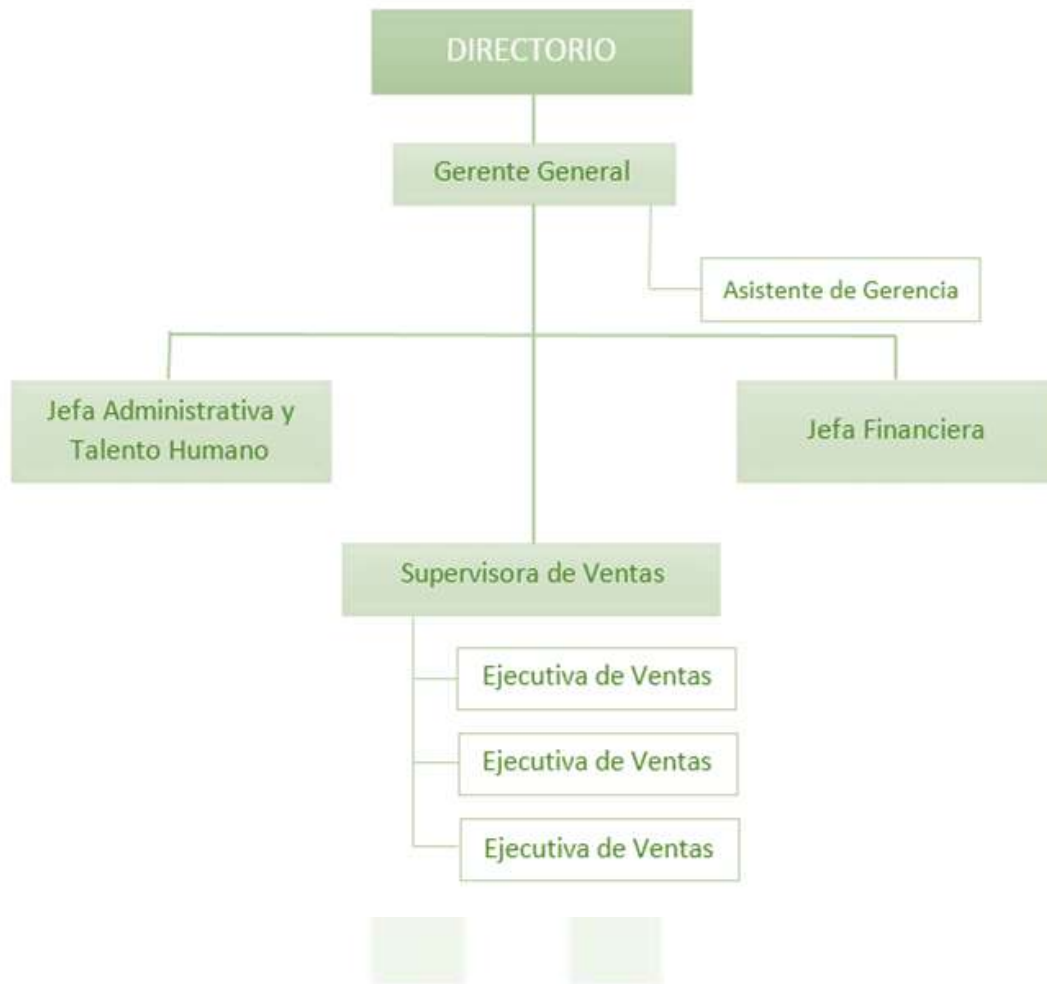 DIRECTORIO
Gerente General
Asistente de Gerencia
Jefa Administrativa y
Talento Humano
Jefa Financiera
Supervisora de Ventas
Ejecutiva de Ventas
Ejecutiva de Ventas
Ejecutiva de Ventas